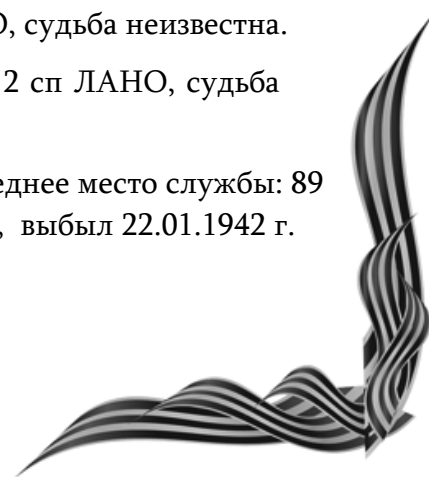 О, судьба неизвестна.
2 сп ЛАНО, судьба
еднее место службы: 89
, выбыл 22.01.1942 г.